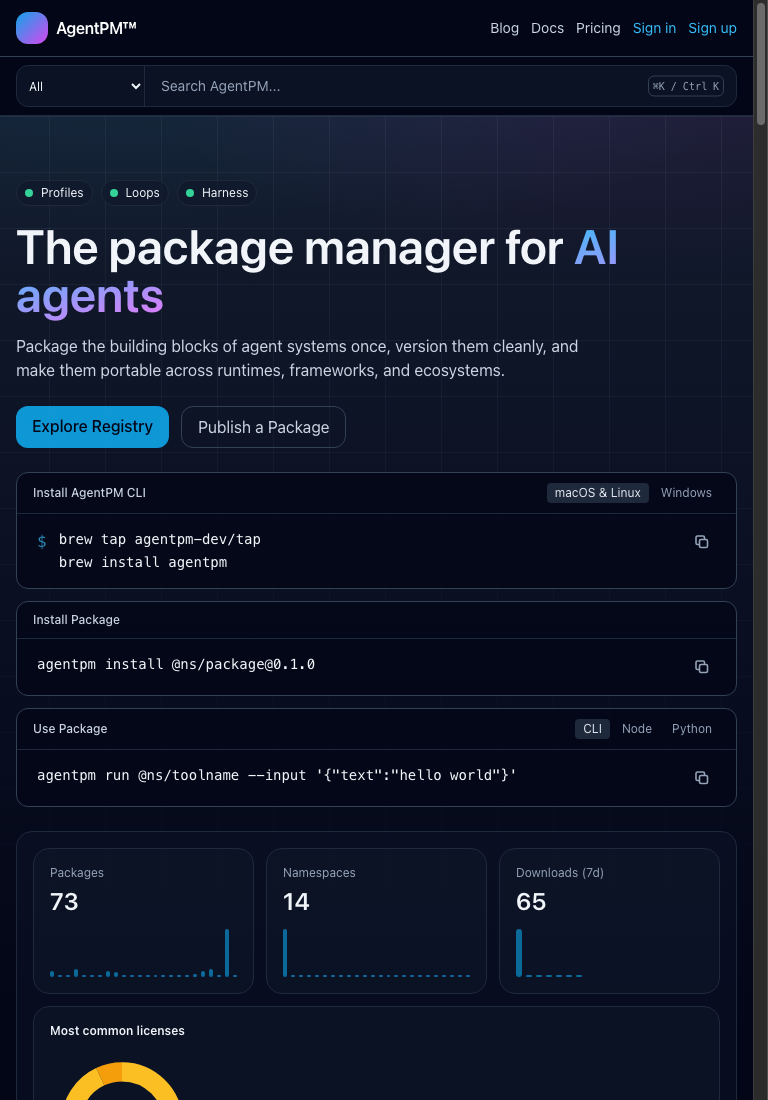 AgentPM™
Blog Docs Pricing Sign in Sign up
All
Search AgentPM...
⌘K / Ctrl K
Profiles
Loops
Harness
The package manager for AI
agents
Package the building blocks of agent systems once, version them cleanly, and
make them portable across runtimes, frameworks, and ecosystems.
Explore Registry
Publish a Package
Install AgentPM CLI
macOS & Linux
Windows
$ brew tap agentpm-dev/tap
brew install agentpm
Install Package
agentpm install @ns/package@0.1.0
Use Package
CLI
Node
Python
agentpm run @ns/toolname --input '{"text":"hello world"}'
Packages
73
Namespaces
14
Downloads (7d)
65
Most common licenses